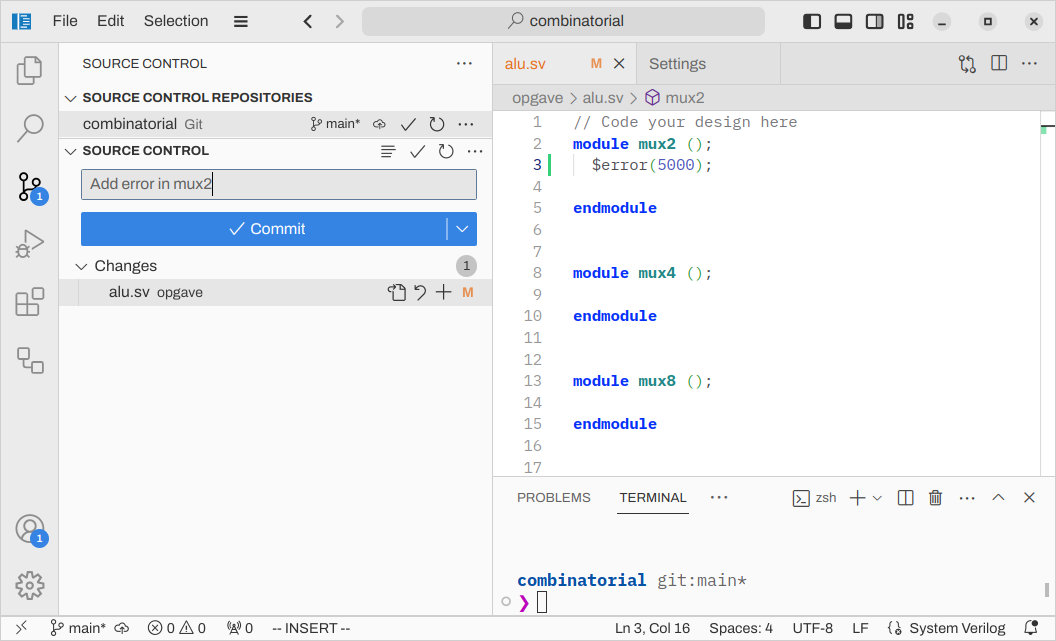 File Edit Selection combinatorial
SOURCE CONTROL
SOURCE CONTROL REPOSITORIES
combinatorial Git main*
SOURCE CONTROL
Add error in mux2
Commit
Changes 1
alu.sv opgave M
1
1
alu.sv M Settings
opgave alu.sv mux2
1 // Code your design here
2 module mux2 ();
3 $error(5000);
4
5 endmodule
6
7
8 module mux4 ();
9
10 endmodule
11
12
13 module mux8 ();
14
15 endmodule
16
17
PROBLEMS TERMINAL zsh
combinatorial git:main*
❯
main* 0 0 0 -- INSERT -- Ln 3, Col 16 Spaces: 4 UTF-8 LF System Verilog